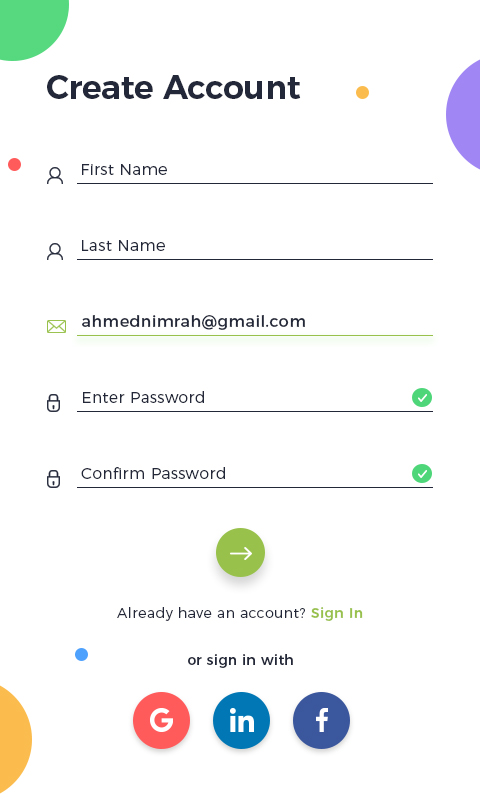 Create Account
First Name
Last Name
ahmednimrah@gmail.com
Enter Password
Confirm Password
Already have an account? Sign In
or sign in with
G in f